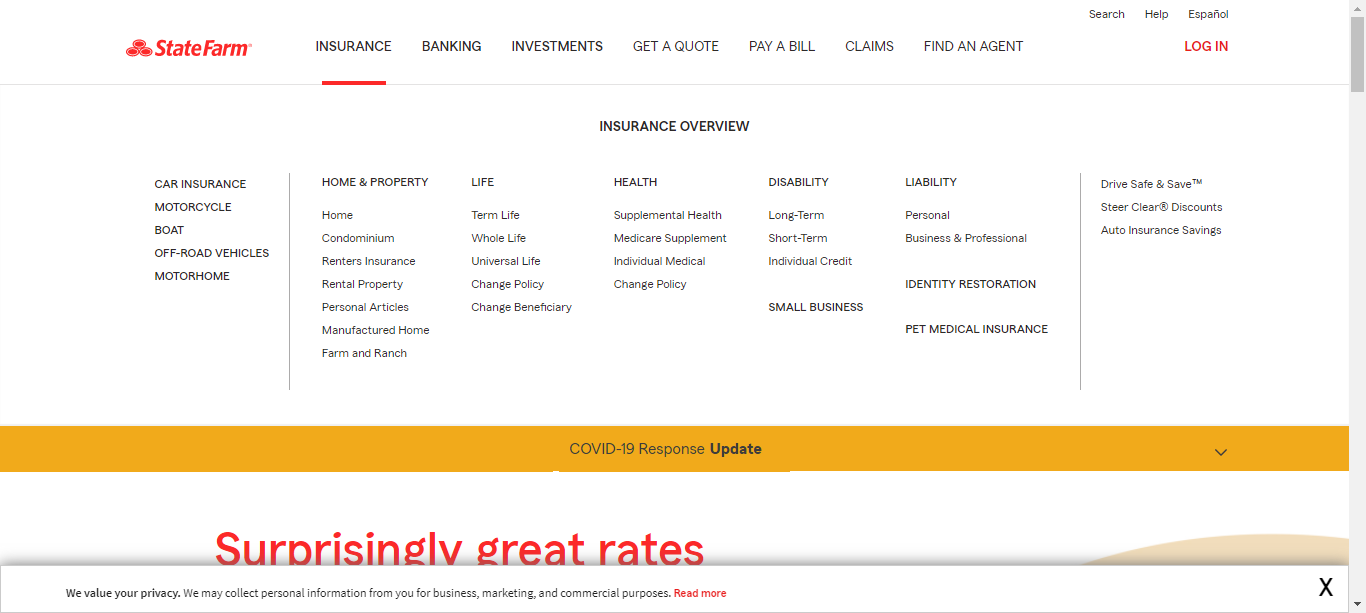 Search Help Español
StateFarm®
INSURANCE BANKING INVESTMENTS GET A QUOTE PAY A BILL CLAIMS FIND AN AGENT LOG IN
INSURANCE OVERVIEW
CAR INSURANCE
MOTORCYCLE
BOAT
OFF-ROAD VEHICLES
MOTORHOME
HOME & PROPERTY
Home
Condominium
Renters Insurance
Rental Property
Personal Articles
Manufactured Home
Farm and Ranch
LIFE
Term Life
Whole Life
Universal Life
Change Policy
Change Beneficiary
HEALTH
Supplemental Health
Medicare Supplement
Individual Medical
Change Policy
DISABILITY
Long-Term
Short-Term
Individual Credit
SMALL BUSINESS
LIABILITY
Personal
Business & Professional
IDENTITY RESTORATION
PET MEDICAL INSURANCE
Drive Safe & Save™
Steer Clear® Discounts
Auto Insurance Savings
COVID-19 Response Update
Surprisingly great rates
We value your privacy. We may collect personal information from you for business, marketing, and commercial purposes. Read more
X